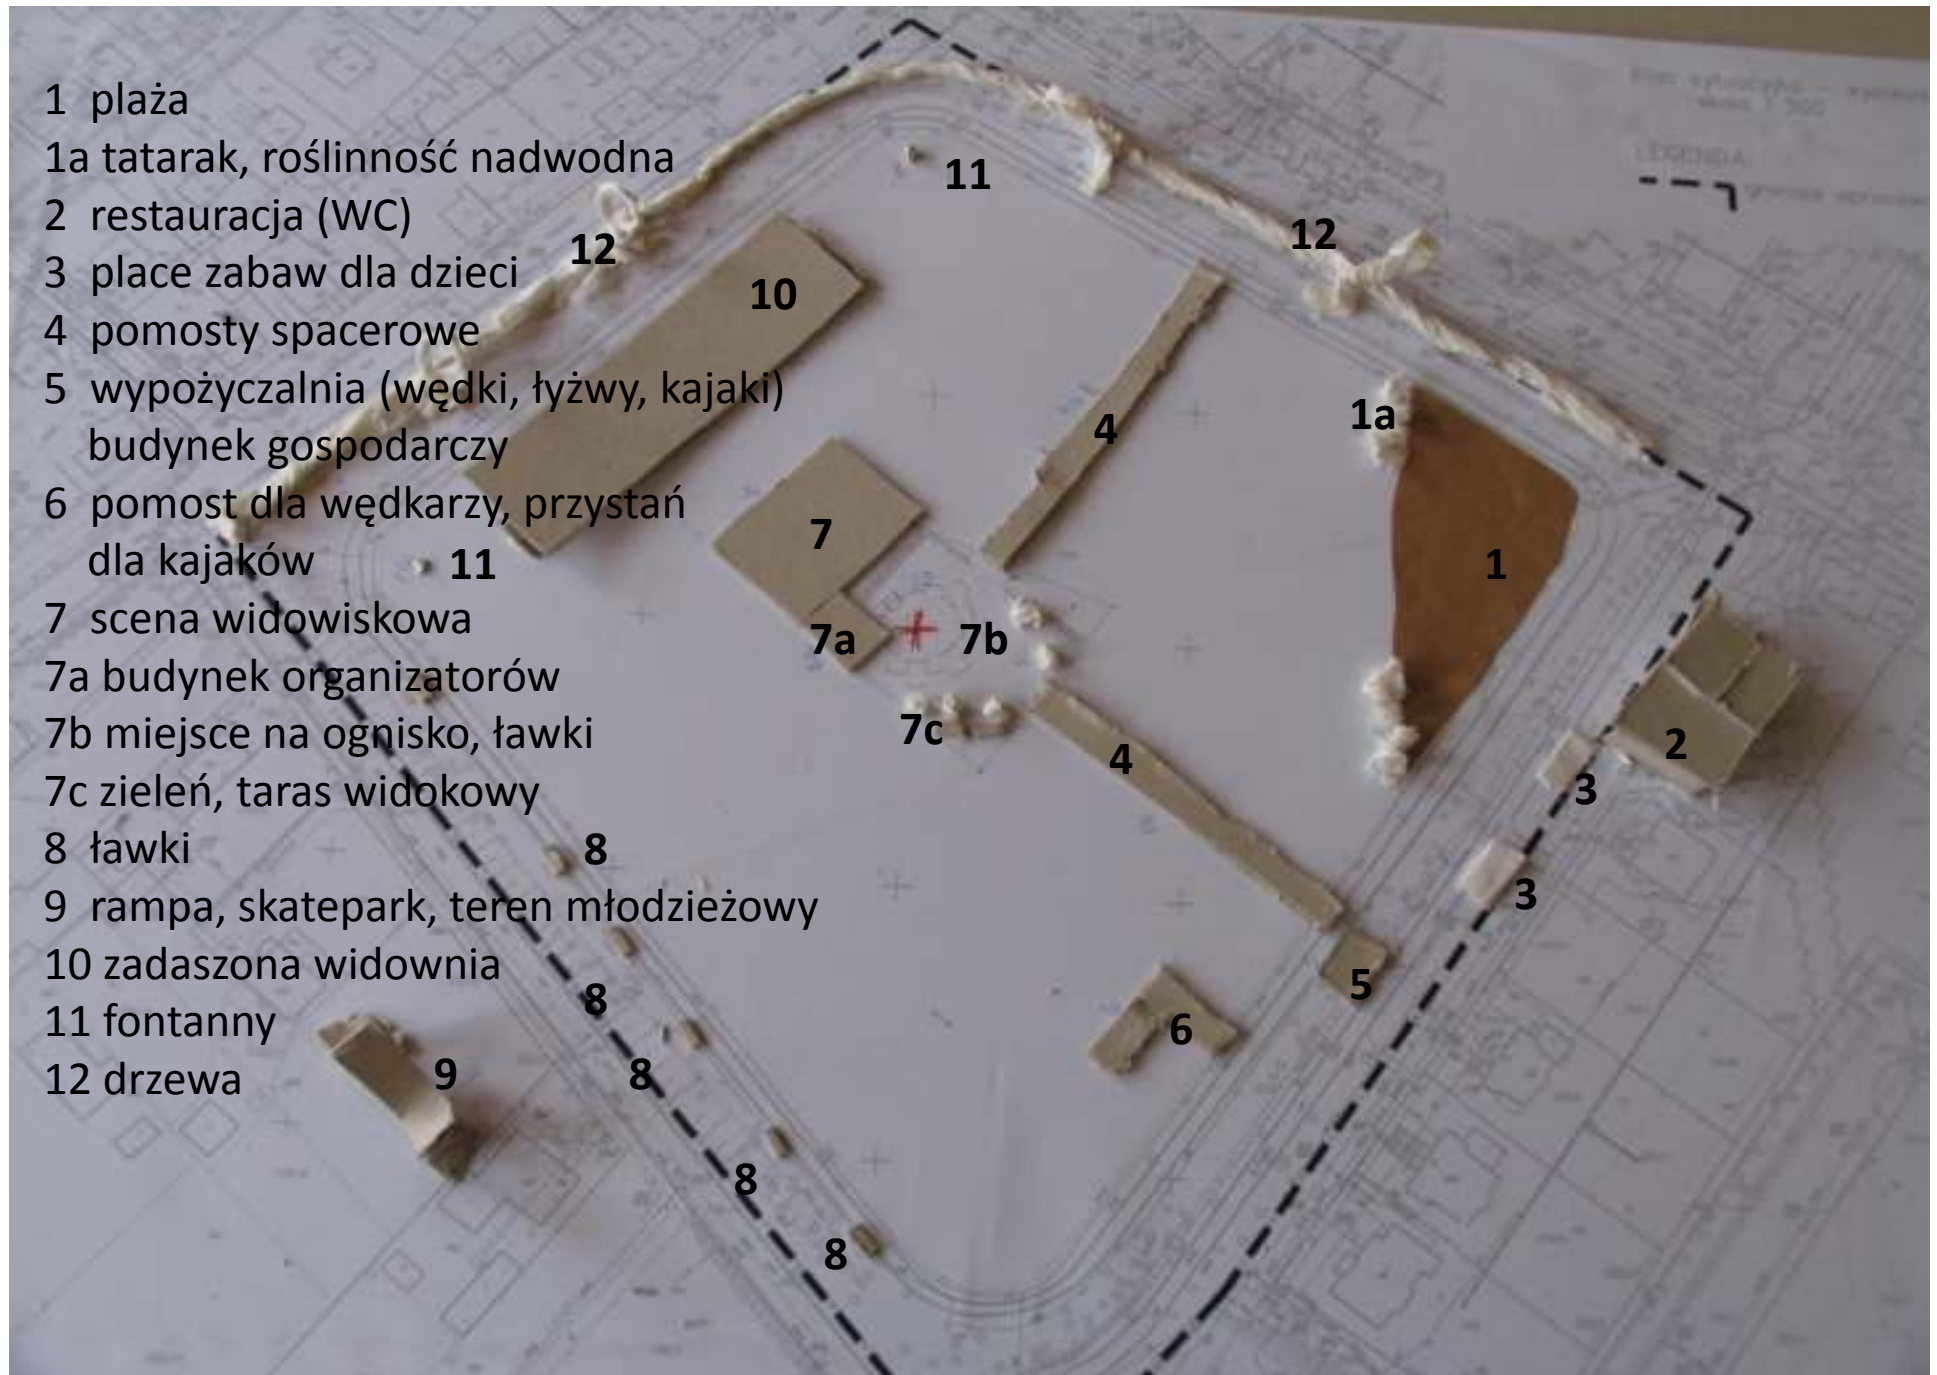 1 plaża
1a tatarak, roślinność nadwodna
2 restauracja (WC)
3 place zabaw dla dzieci
4 pomosty spacerowe
5 wypożyczalnia (wędki, łyżwy, kajaki)
budynek gospodarczy
6 pomost dla wędkarzy, przystań
dla kajaków
7 scena widowiskowa
7a budynek organizatorów
7b miejsce na ognisko, ławki
7c zieleń, taras widokowy
8 ławki
9 rampa, skatepark, teren młodzieżowy
10 zadaszona widownia
11 fontanny
12 drzewa
LEGENDA
11
12
12
10
1a
4
7
11
1
7a
7b
7c
4
2
3
8
3
8
5
6
8
9
8
8